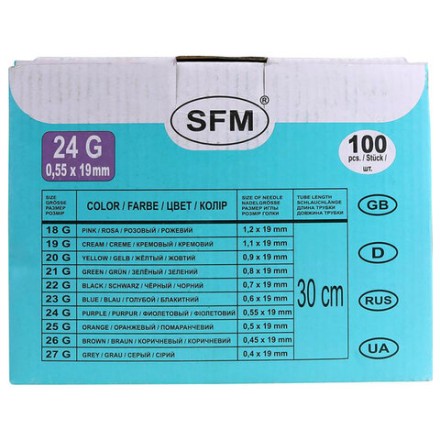 SFM®
24 G
0,55 x 19mm
100
pcs. / Stück /
шт.
SIZE
GRÖSSE
РАЗМЕР
РОЗМІР
COLOR / FARBE / ЦВЕТ / КОЛІР
SIZE OF NEEDLE
NAGELGRÖSSE
РАЗМЕР ИГЛЫ
РОЗМІР ГОЛКИ
TUBE LENGTH
SCHLAUCHLÄNGE
ДЛИНА ТРУБКИ
ДОВЖИНА ТРУБКИ
18 G PINK / ROSA / РОЗОВЫЙ / РОЖЕВИЙ 1,2 x 19 mm
19 G CREAM / CREME / КРЕМОВЫЙ / КРЕМОВИЙ 1,1 x 19 mm
20 G YELLOW / GELB / ЖЁЛТЫЙ / ЖОВТИЙ 0,9 x 19 mm
21 G GREEN / GRÜN / ЗЕЛЁНЫЙ / ЗЕЛЕНИЙ 0,8 x 19 mm
22 G BLACK / SCHWARZ / ЧЁРНЫЙ / ЧОРНИЙ 0,7 x 19 mm
23 G BLUE / BLAU / ГОЛУБОЙ / БЛАКИТНИЙ 0,6 x 19 mm
24 G PURPLE / PURPUR / ФИОЛЕТОВЫЙ / ФІОЛЕТОВИЙ 0,55 x 19 mm
25 G ORANGE / ОРАНЖЕВЫЙ / ПОМАРАНЧЕВИЙ 0,5 x 19 mm
26 G BROWN / BRAUN / КОРИЧНЕВЫЙ / КОРИЧНЕВИЙ 0,45 x 19 mm
27 G GREY / GRAU / СЕРЫЙ / СІРИЙ 0,4 x 19 mm
30 cm
GB
D
RUS
UA